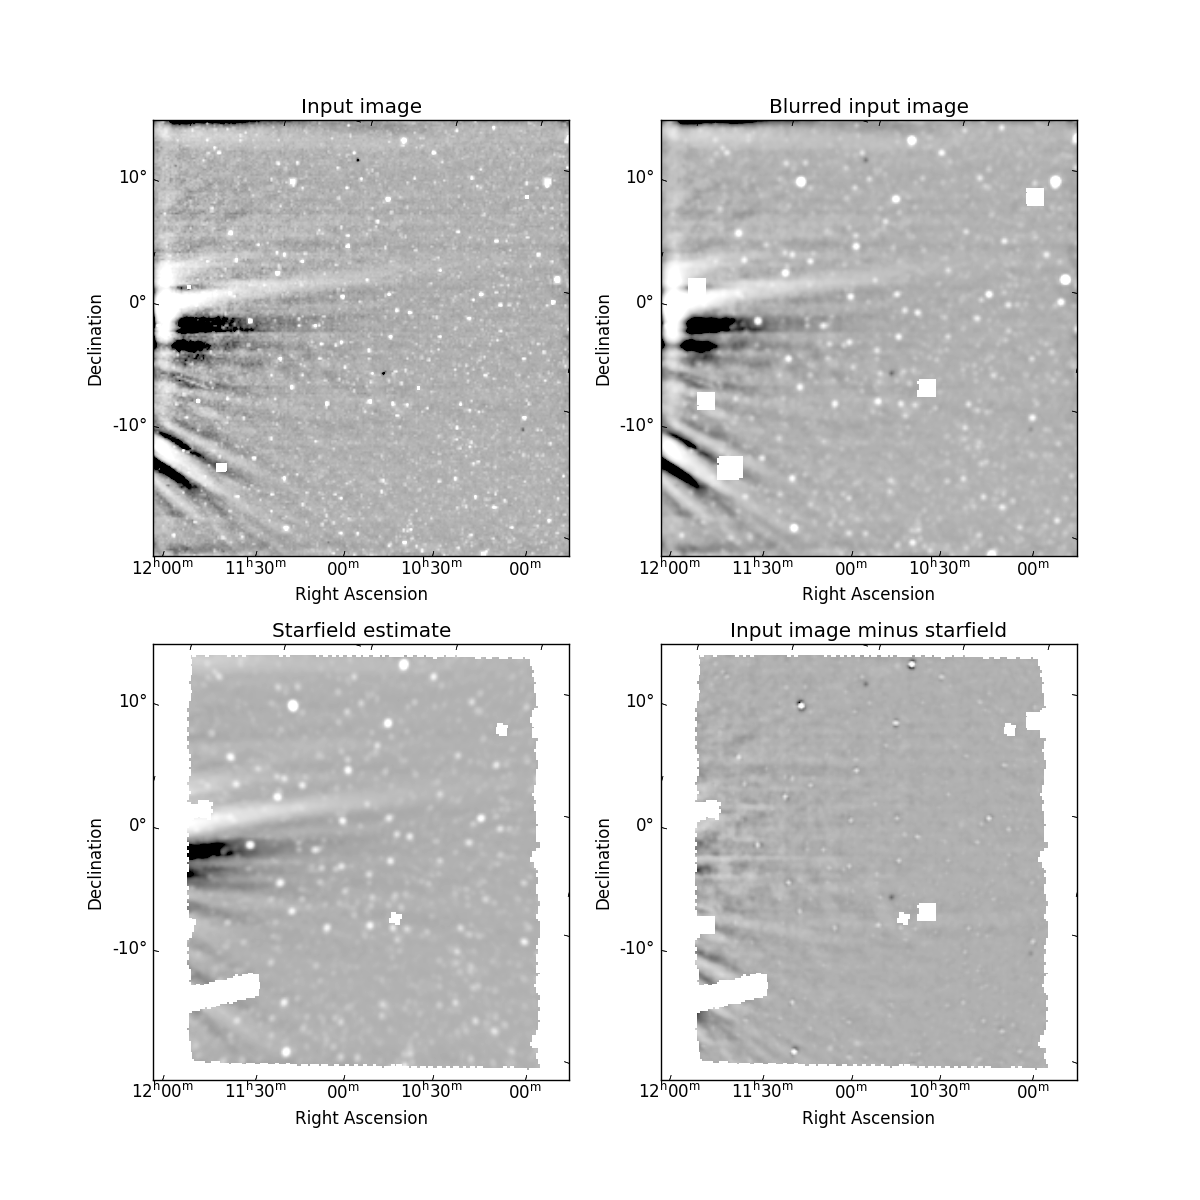 Input image
Blurred input image
10°
0°
-10°
Declination
12ʰ00ᵐ 11ʰ30ᵐ 00ᵐ 10ʰ30ᵐ 00ᵐ
Right Ascension
10°
0°
-10°
Declination
12ʰ00ᵐ 11ʰ30ᵐ 00ᵐ 10ʰ30ᵐ 00ᵐ
Right Ascension
Starfield estimate
Input image minus starfield
10°
0°
-10°
Declination
12ʰ00ᵐ 11ʰ30ᵐ 00ᵐ 10ʰ30ᵐ 00ᵐ
Right Ascension
10°
0°
-10°
Declination
12ʰ00ᵐ 11ʰ30ᵐ 00ᵐ 10ʰ30ᵐ 00ᵐ
Right Ascension